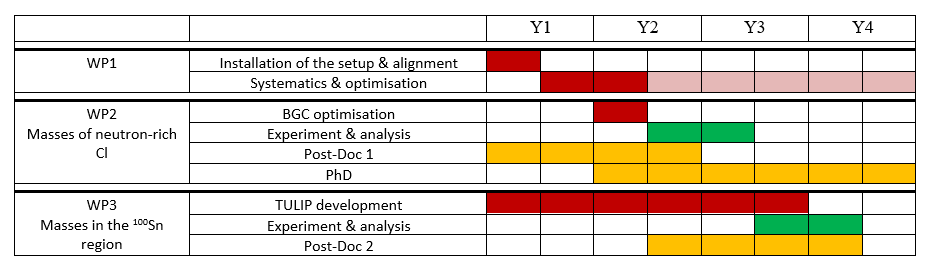 Y1 Y2 Y3 Y4
WP1 Installation of the setup & alignment
Systematics & optimisation
WP2 BGC optimisation
Masses of neutron-rich Experiment & analysis
Cl Post-Doc 1
PhD
WP3 TULIP development
Masses in the ¹⁰⁰Sn Experiment & analysis
region Post-Doc 2